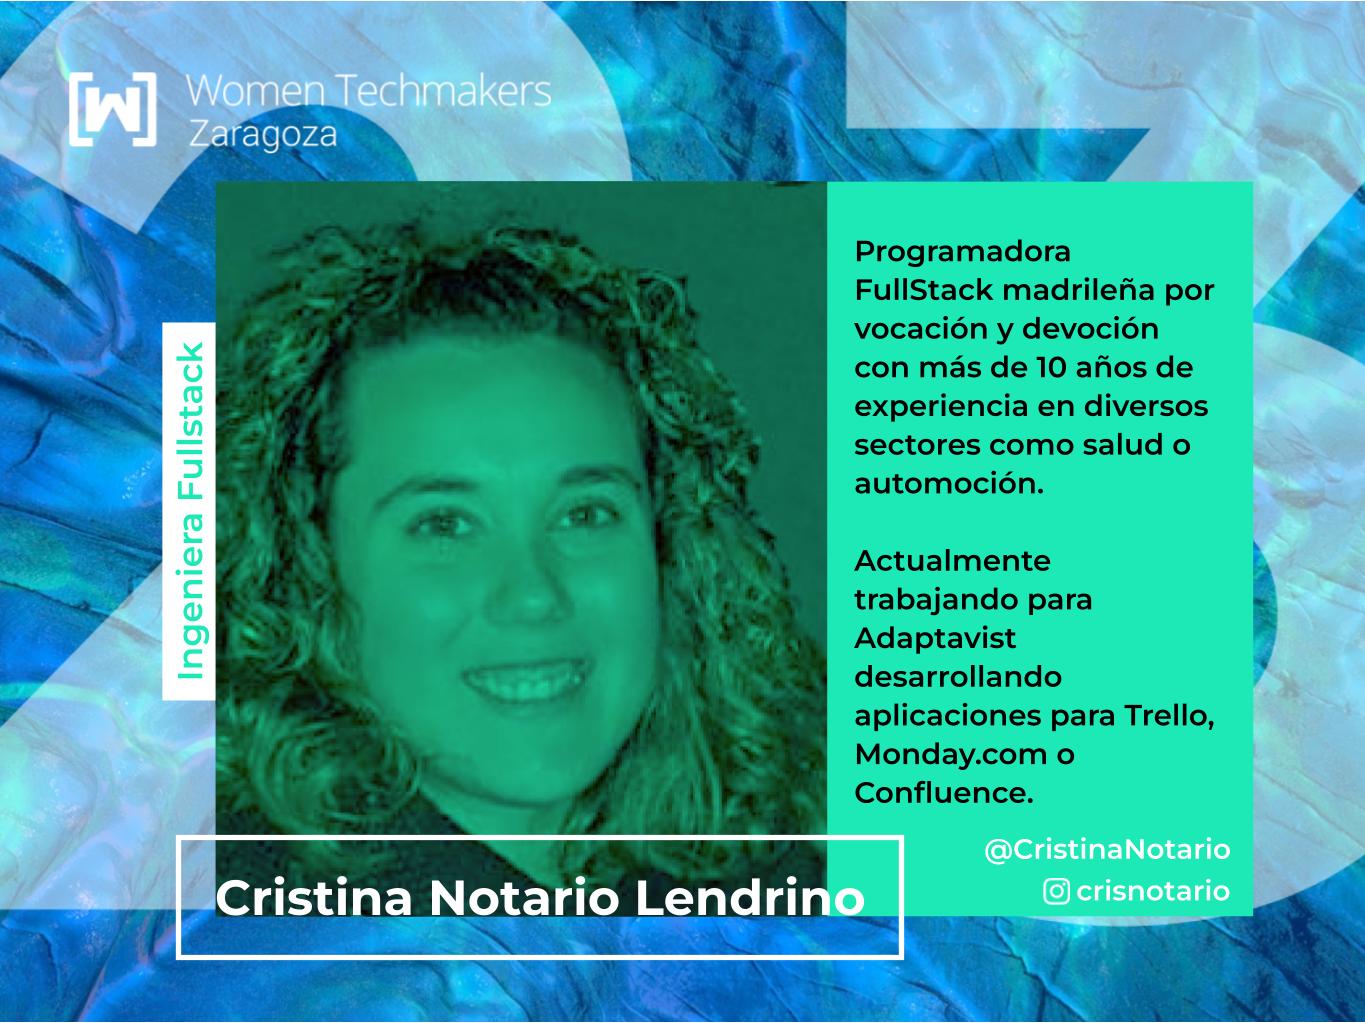 Women Techmakers
Zaragoza
Ingeniera Fullstack
Programadora
FullStack madrileña por
vocación y devoción
con más de 10 años de
experiencia en diversos
sectores como salud o
automoción.
Actualmente
trabajando para
Adaptavist
desarrollando
aplicaciones para Trello,
Monday.com o
Confluence.
@CristinaNotario
crisnotario
Cristina Notario Lendrino